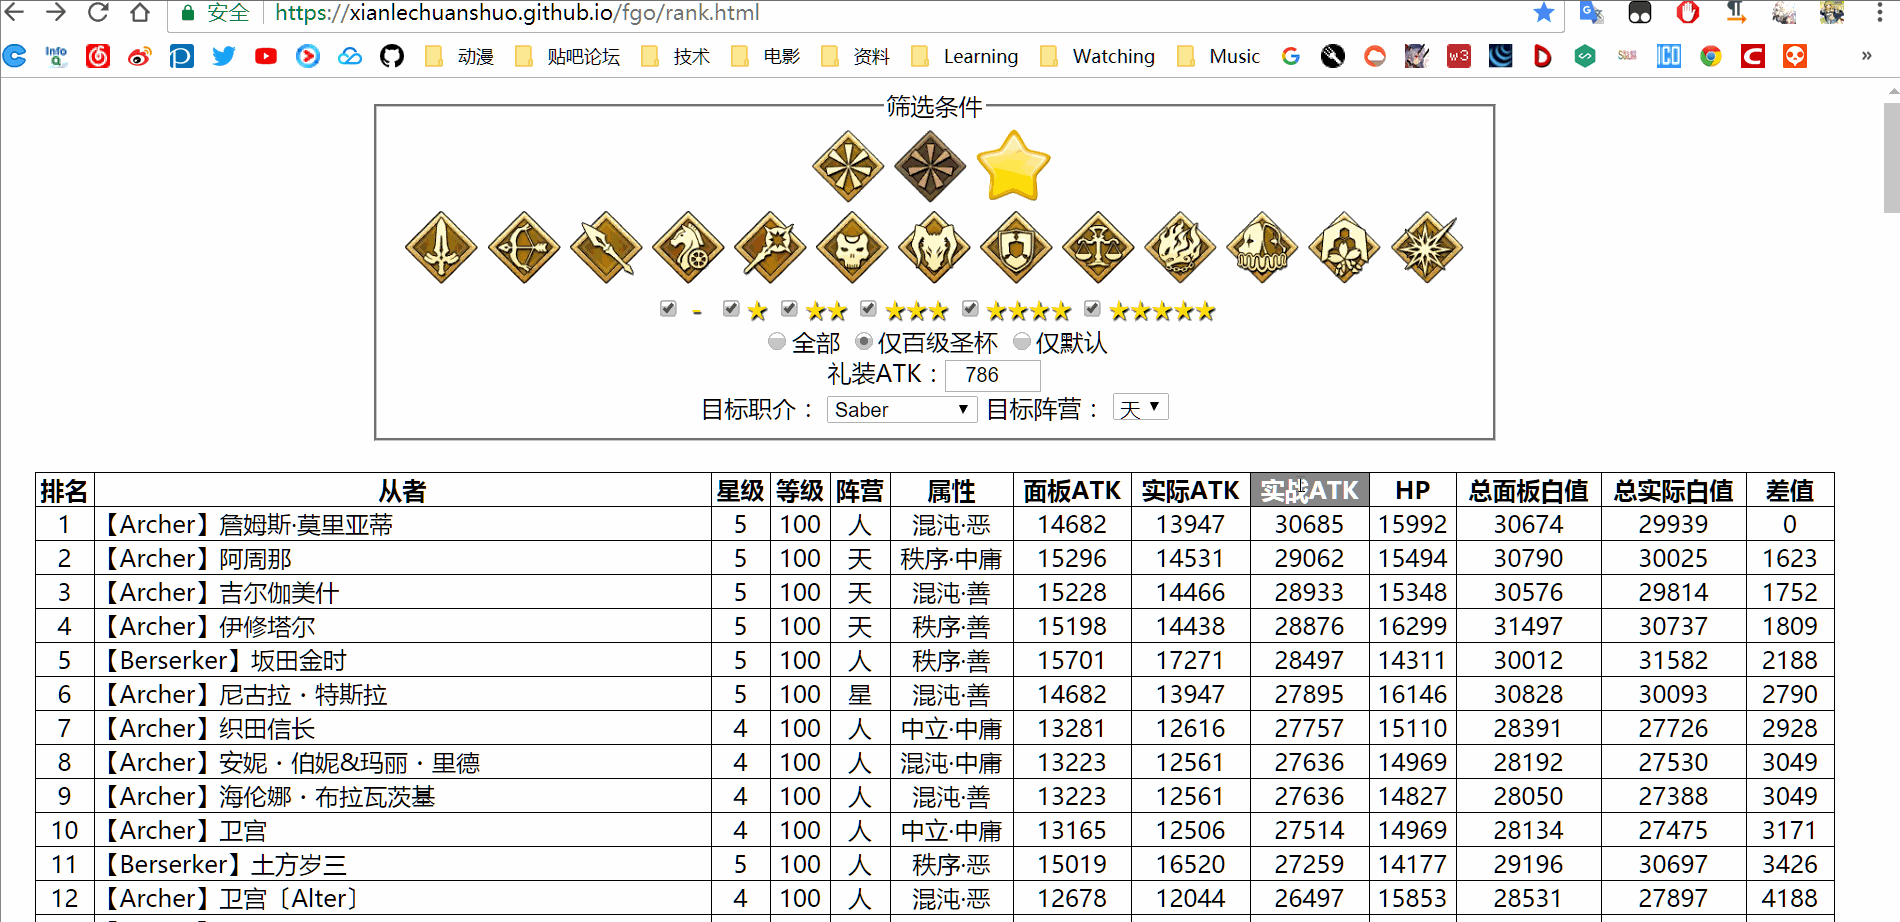 安全 https://xianlechuanshuo.github.io/fgo/rank.html
Info Q 动漫 贴吧论坛 技术 电影 资料 Learning Watching Music w3 ICO »
筛选条件
-
全部 仅百级圣杯 仅默认
礼装ATK： 786
目标职介： Saber 目标阵营： 天
排名 从者 星级 等级 阵营 属性 面板ATK 实际ATK 实战ATK HP 总面板白值 总实际白值 差值
1 【Archer】詹姆斯·莫里亚蒂 5 100 人 混沌·恶 14682 13947 30685 15992 30674 29939 0
2 【Archer】阿周那 5 100 天 秩序·中庸 15296 14531 29062 15494 30790 30025 1623
3 【Archer】吉尔伽美什 5 100 天 混沌·善 15228 14466 28933 15348 30576 29814 1752
4 【Archer】伊修塔尔 5 100 天 秩序·善 15198 14438 28876 16299 31497 30737 1809
5 【Berserker】坂田金时 5 100 人 秩序·善 15701 17271 28497 14311 30012 31582 2188
6 【Archer】尼古拉・特斯拉 5 100 星 混沌·善 14682 13947 27895 16146 30828 30093 2790
7 【Archer】织田信长 4 100 人 中立·中庸 13281 12616 27757 15110 28391 27726 2928
8 【Archer】安妮・伯妮&玛丽・里德 4 100 人 混沌·中庸 13223 12561 27636 14969 28192 27530 3049
9 【Archer】海伦娜・布拉瓦茨基 4 100 人 混沌·善 13223 12561 27636 14827 28050 27388 3049
10 【Archer】卫宫 4 100 人 中立·中庸 13165 12506 27514 14969 28134 27475 3171
11 【Berserker】土方岁三 5 100 人 秩序·恶 15019 16520 27259 14177 29196 30697 3426
12 【Archer】卫宫〔Alter〕 4 100 人 混沌·恶 12678 12044 26497 15853 28531 27897 4188